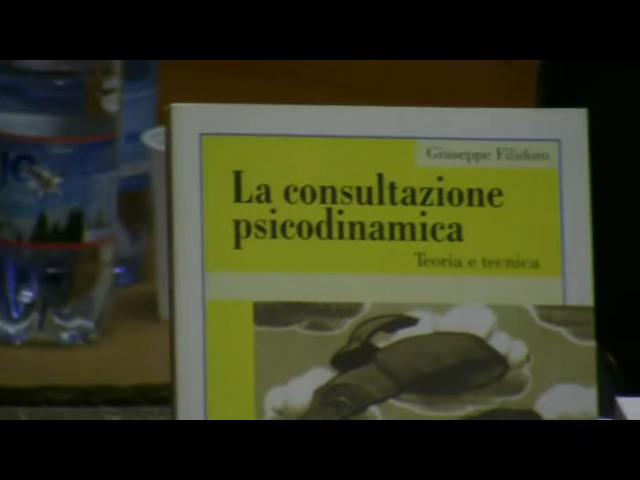 Giuseppe Filidoro
La consultazione
psicodinamica
Teoria e tecnica